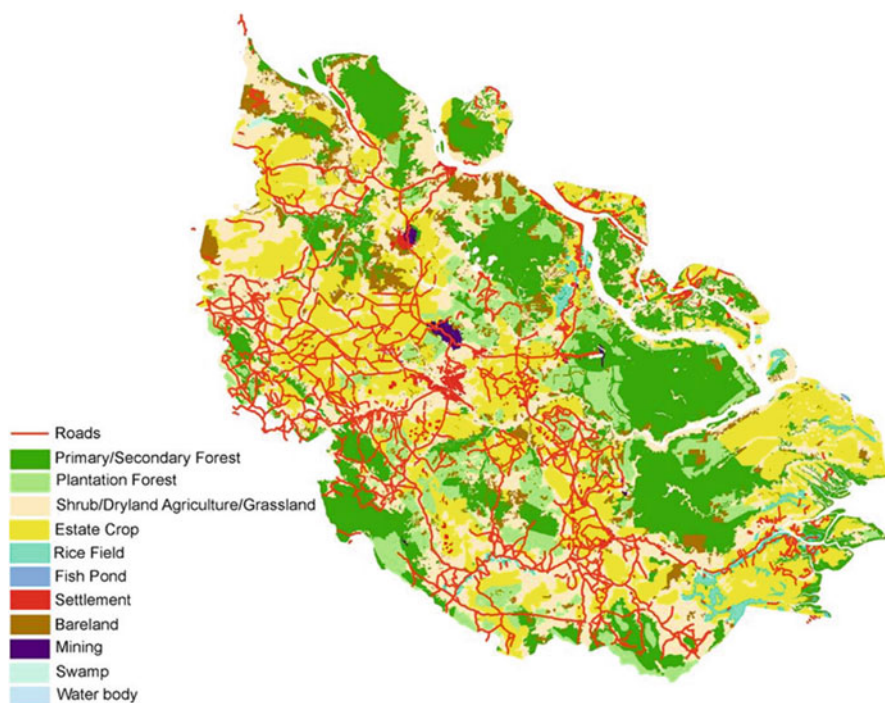 Roads
Primary/Secondary Forest
Plantation Forest
Shrub/Dryland Agriculture/Grassland
Estate Crop
Rice Field
Fish Pond
Settlement
Bareland
Mining
Swamp
Water body